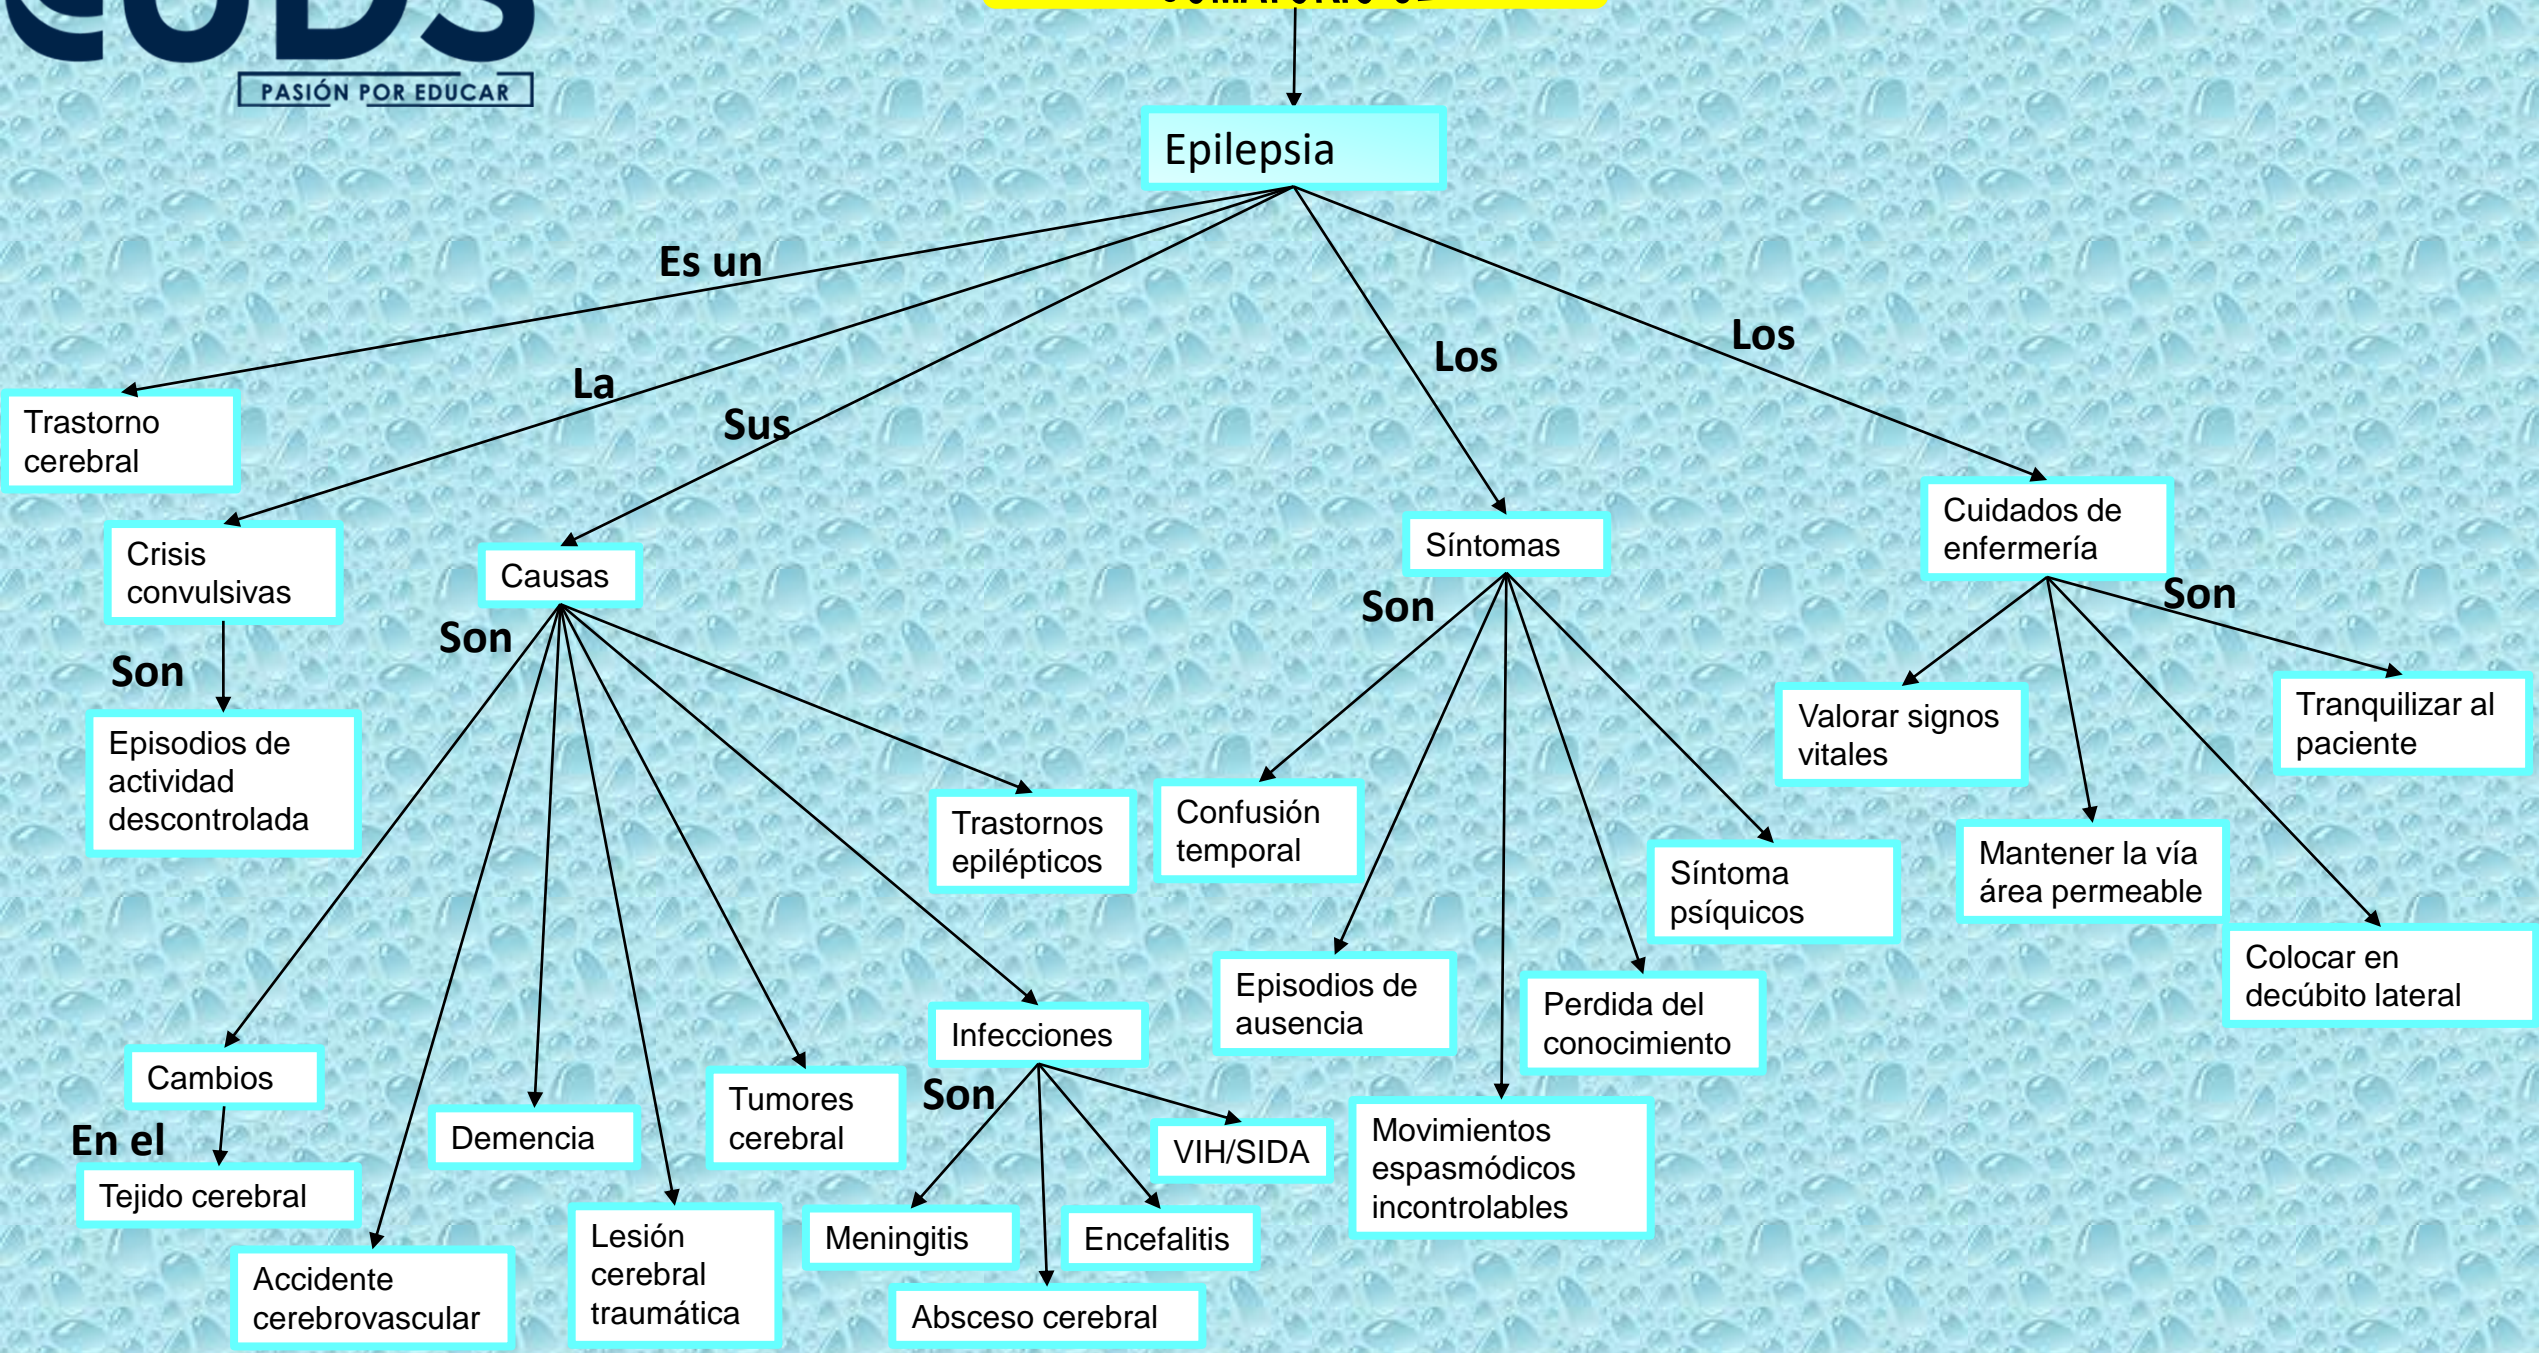 PASIÓN POR EDUCAR
Epilepsia
Es un
La
Sus
Los
Los
Trastorno
cerebral
Crisis
convulsivas
Son
Episodios de
actividad
descontrolada
Causas
Son
Cambios
En el
Tejido cerebral
Accidente
cerebrovascular
Demencia
Lesión
cerebral
traumática
Tumores
cerebral
Infecciones
Son
Meningitis
Absceso cerebral
Encefalitis
VIH/SIDA
Trastornos
epilépticos
Síntomas
Son
Confusión
temporal
Episodios de
ausencia
Movimientos
espasmódicos
incontrolables
Perdida del
conocimiento
Síntoma
psíquicos
Cuidados de
enfermería
Son
Valorar signos
vitales
Mantener la vía
área permeable
Colocar en
decúbito lateral
Tranquilizar al
paciente